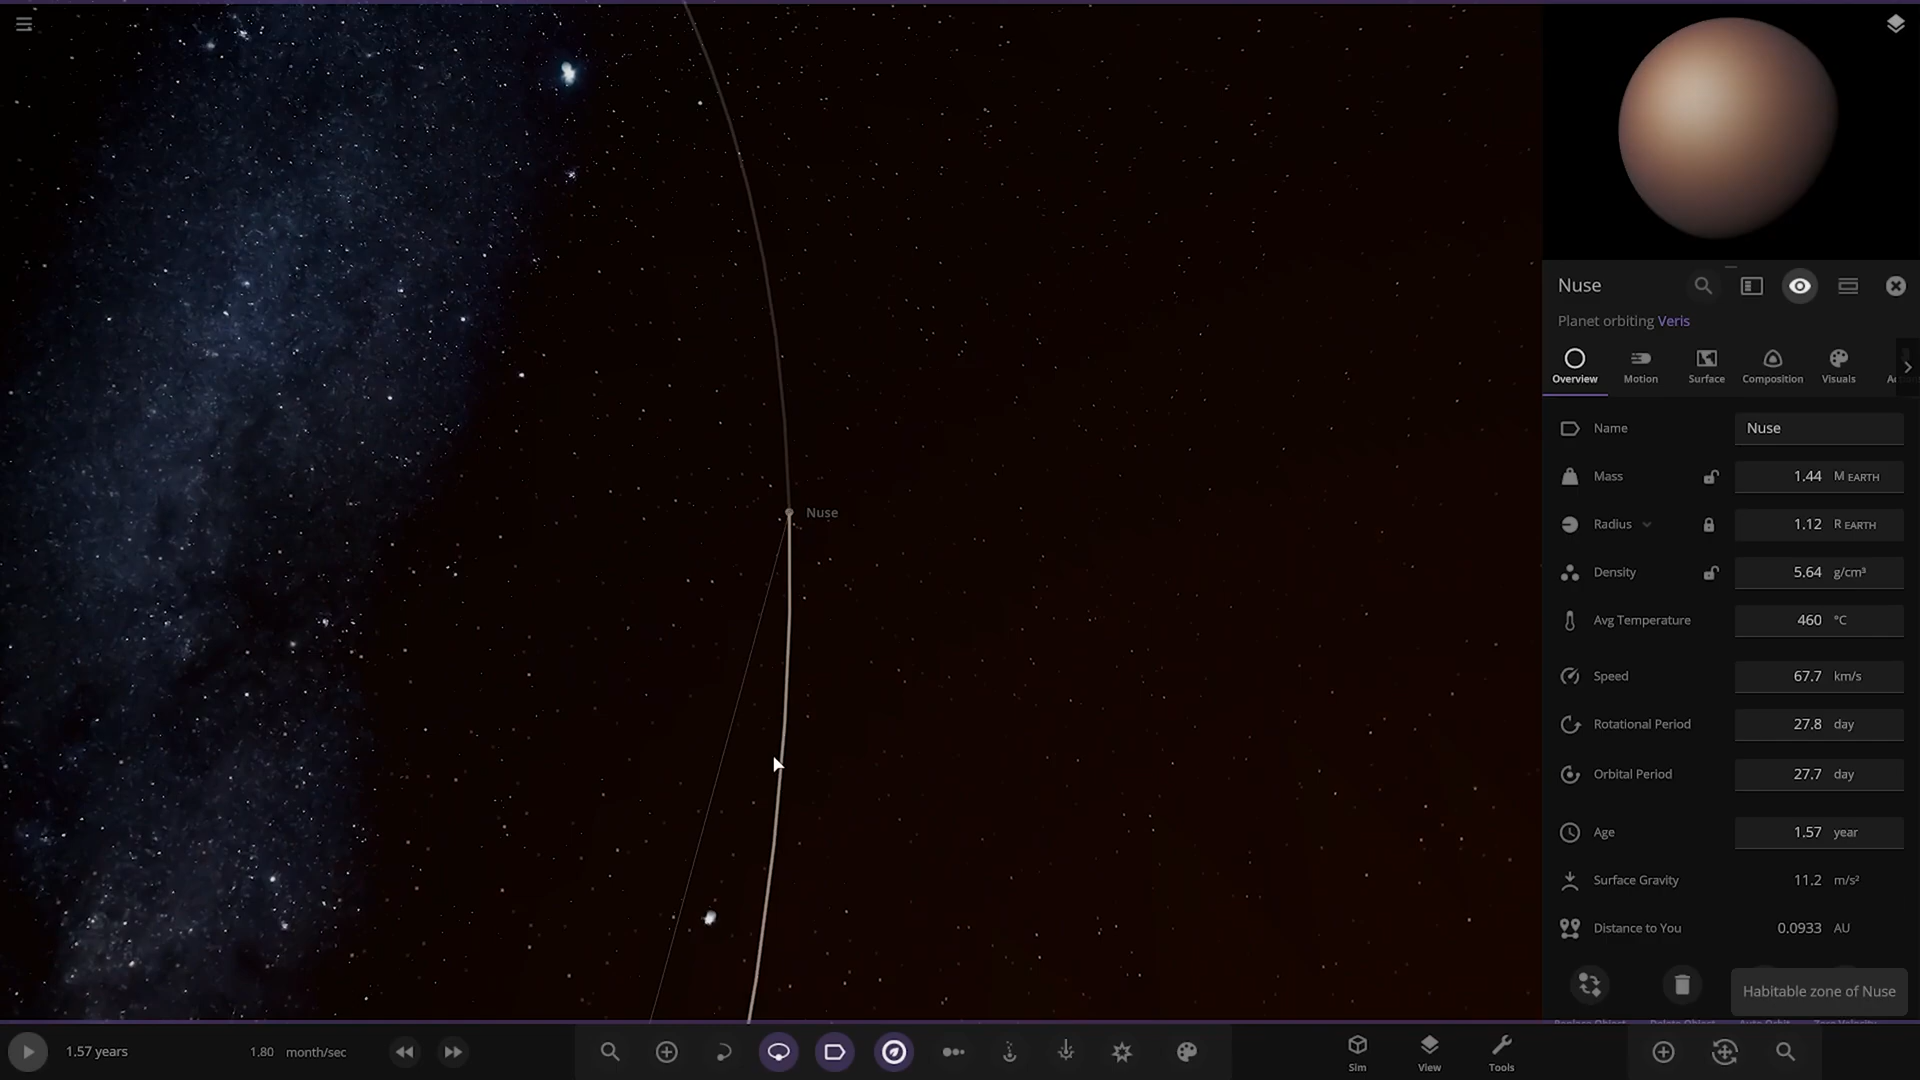 Nuse
Nuse
Planet orbiting Veris
Overview
Motion
Surface
Composition
Visuals
Name
Nuse
Mass
1.44 M EARTH
Radius
1.12 R EARTH
Density
5.64 g/cm³
Avg Temperature
460 °C
Speed
67.7 km/s
Rotational Period
27.8 day
Orbital Period
27.7 day
Age
1.57 year
Surface Gravity
11.2 m/s²
Distance to You
0.0933 AU
Habitable zone of Nuse
1.57 years
1.80 month/sec
Sim
View
Tools